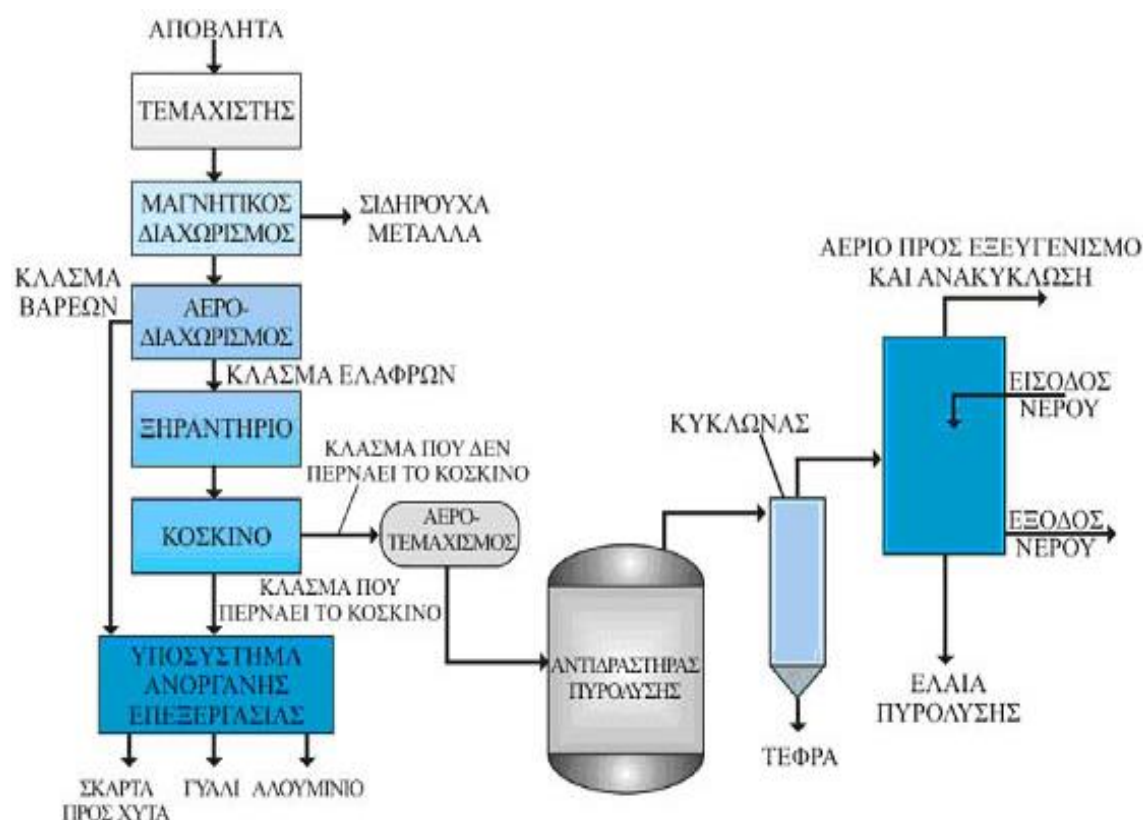 ΑΠΟΒΛΗΤΑ
ΤΕΜΑΧΙΣΤΗΣ
ΜΑΓΝΗΤΙΚΟΣ
ΔΙΑΧΩΡΙΣΜΟΣ
ΣΙΔΗΡΟΥΧΑ
ΜΕΤΑΛΛΑ
ΚΛΑΣΜΑ
ΒΑΡΕΩΝ
ΑΕΡΟ-
ΔΙΑΧΩΡΙΣΜΟΣ
ΚΛΑΣΜΑ ΕΛΑΦΡΩΝ
ΞΗΡΑΝΤΗΡΙΟ
ΚΛΑΣΜΑ ΠΟΥ ΔΕΝ
ΠΕΡΝΑΕΙ ΤΟ ΚΟΣΚΙΝΟ
ΚΟΣΚΙΝΟ
ΑΕΡΟ-
ΤΕΜΑΧΙΣΜΟΣ
ΚΛΑΣΜΑ ΠΟΥ
ΠΕΡΝΑΕΙ ΤΟ ΚΟΣΚΙΝΟ
ΥΠΟΣΥΣΤΗΜΑ
ΑΝΟΡΓΑΝΗΣ
ΕΠΕΞΕΡΓΑΣΙΑΣ
ΣΚΑΡΤΑ
ΠΡΟΣ ΧΥΤΑ
ΓΥΑΛΙ
ΑΛΟΥΜΙΝΙΟ
ΑΝΤΙΔΡΑΣΤΗΡΑΣ
ΠΥΡΟΛΥΣΗΣ
ΚΥΚΛΩΝΑΣ
ΤΕΦΡΑ
ΑΕΡΙΟ ΠΡΟΣ ΕΞΕΥΓΕΝΙΣΜΟ
ΚΑΙ ΑΝΑΚΥΚΛΩΣΗ
ΕΙΣΟΔΟΣ
ΝΕΡΟΥ
ΕΞΟΔΟΣ
ΝΕΡΟΥ
ΕΛΑΙΑ
ΠΥΡΟΛΥΣΗΣ